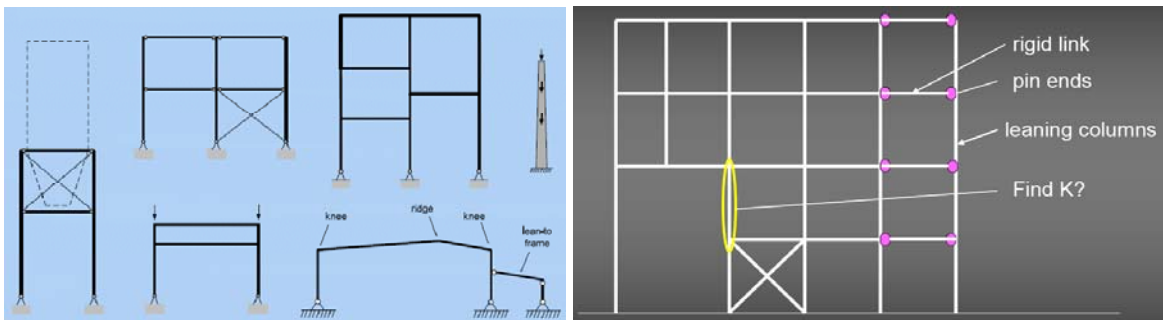 knee
ridge
knee
lean-to
frame
rigid link
pin ends
leaning columns
Find K?